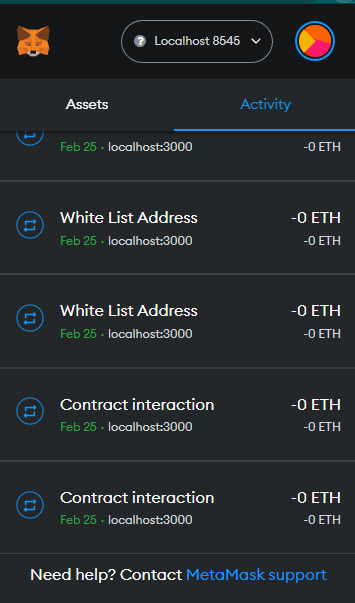 Localhost 8545
Assets Activity
Feb 25 · localhost:3000 -0 ETH
White List Address -0 ETH
Feb 25 · localhost:3000 -0 ETH
White List Address -0 ETH
Feb 25 · localhost:3000 -0 ETH
Contract interaction -0 ETH
Feb 25 · localhost:3000 -0 ETH
Contract interaction -0 ETH
Feb 25 · localhost:3000 -0 ETH
Need help? Contact MetaMask support